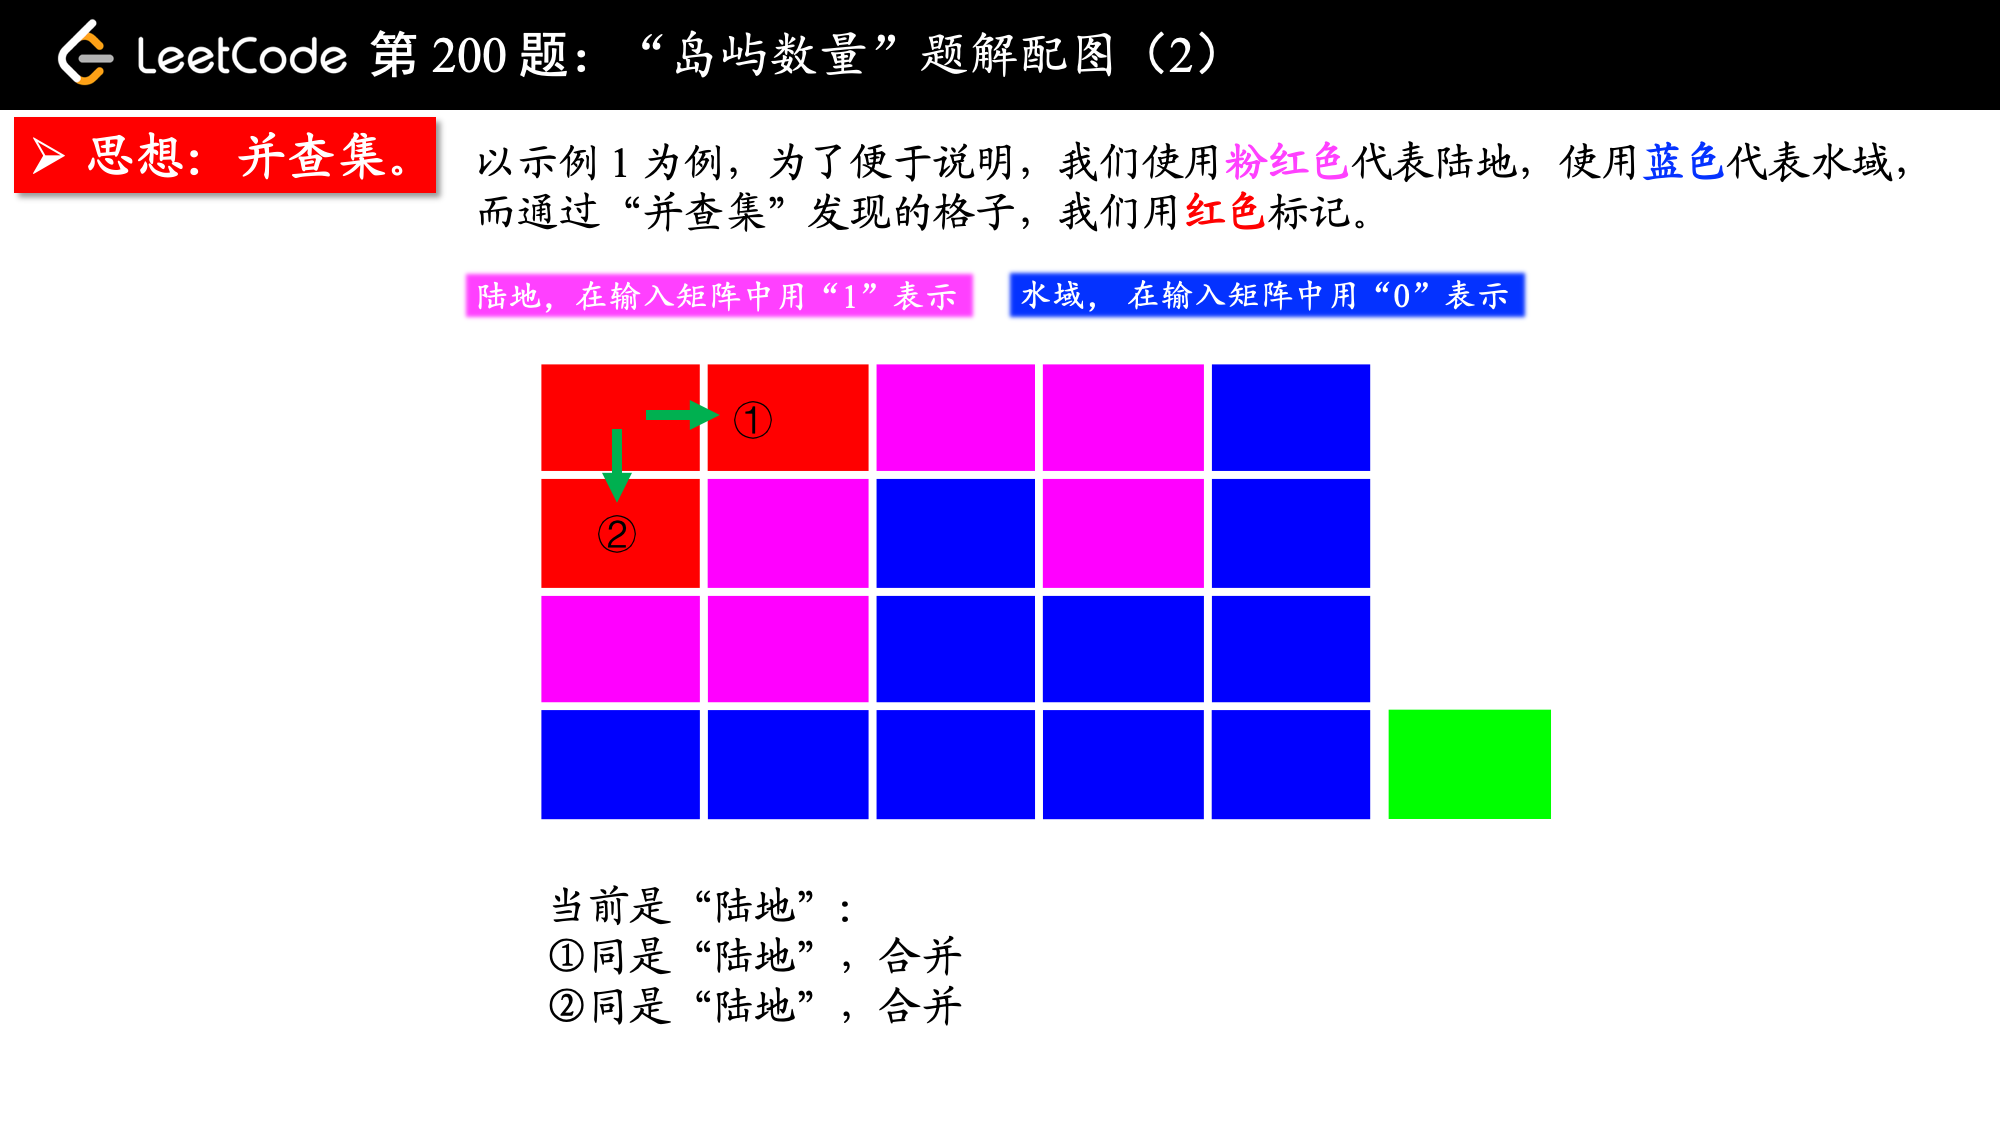 LeetCode 第 200 题：“岛屿数量”题解配图（2）
思想：并查集。
以示例 1 为例，为了便于说明，我们使用粉红色代表陆地，使用蓝色代表水域，
而通过“并查集”发现的格子，我们用红色标记。
陆地，在输入矩阵中用“1”表示
水域， 在输入矩阵中用“0”表示
①
②
当前是“陆地”：
①同是“陆地”，合并
②同是“陆地”，合并